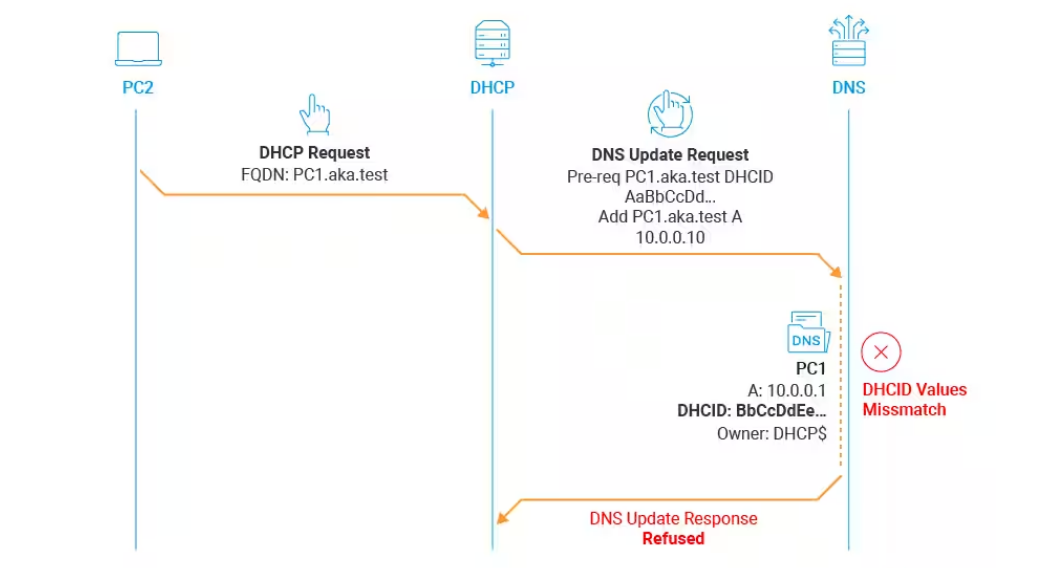 PC2
DHCP
DNS
DHCP Request
FQDN: PC1.aka.test
DNS Update Request
Pre-req PC1.aka.test DHCID
AaBbCcDd...
Add PC1.aka.test A
10.0.0.10
DNS
PC1
A: 10.0.0.1
DHCID: BbCcDdEe...
Owner: DHCP$
DHCID Values
Missmatch
DNS Update Response
Refused